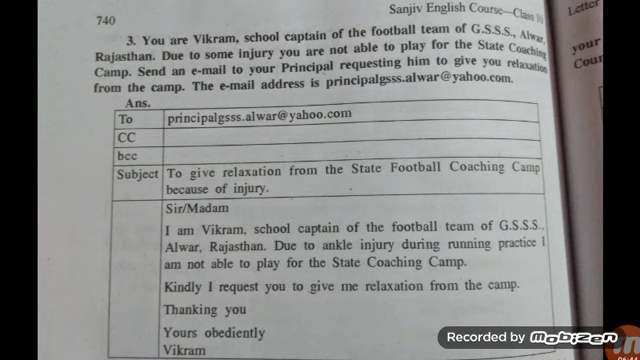 740
Sanjiv English Course—Class 10
Letter
3. You are Vikram, school captain of the football team of G.S.S.S., Alwar,
Rajasthan. Due to some injury you are not able to play for the State Coaching
Camp. Send an e-mail to your Principal requesting him to give you relaxation
from the camp. The e-mail address is principalgsss.alwar@yahoo.com.
your
Cour
Ans.
To principalgsss.alwar@yahoo.com
CC
bcc
Subject To give relaxation from the State Football Coaching Camp
because of injury.
Sir/Madam
I am Vikram, school captain of the football team of G.S.S.S.,
Alwar, Rajasthan. Due to ankle injury during running practice I
am not able to play for the State Coaching Camp.
Kindly I request you to give me relaxation from the camp.
Thanking you
Yours obediently
Vikram
Recorded by mobizen